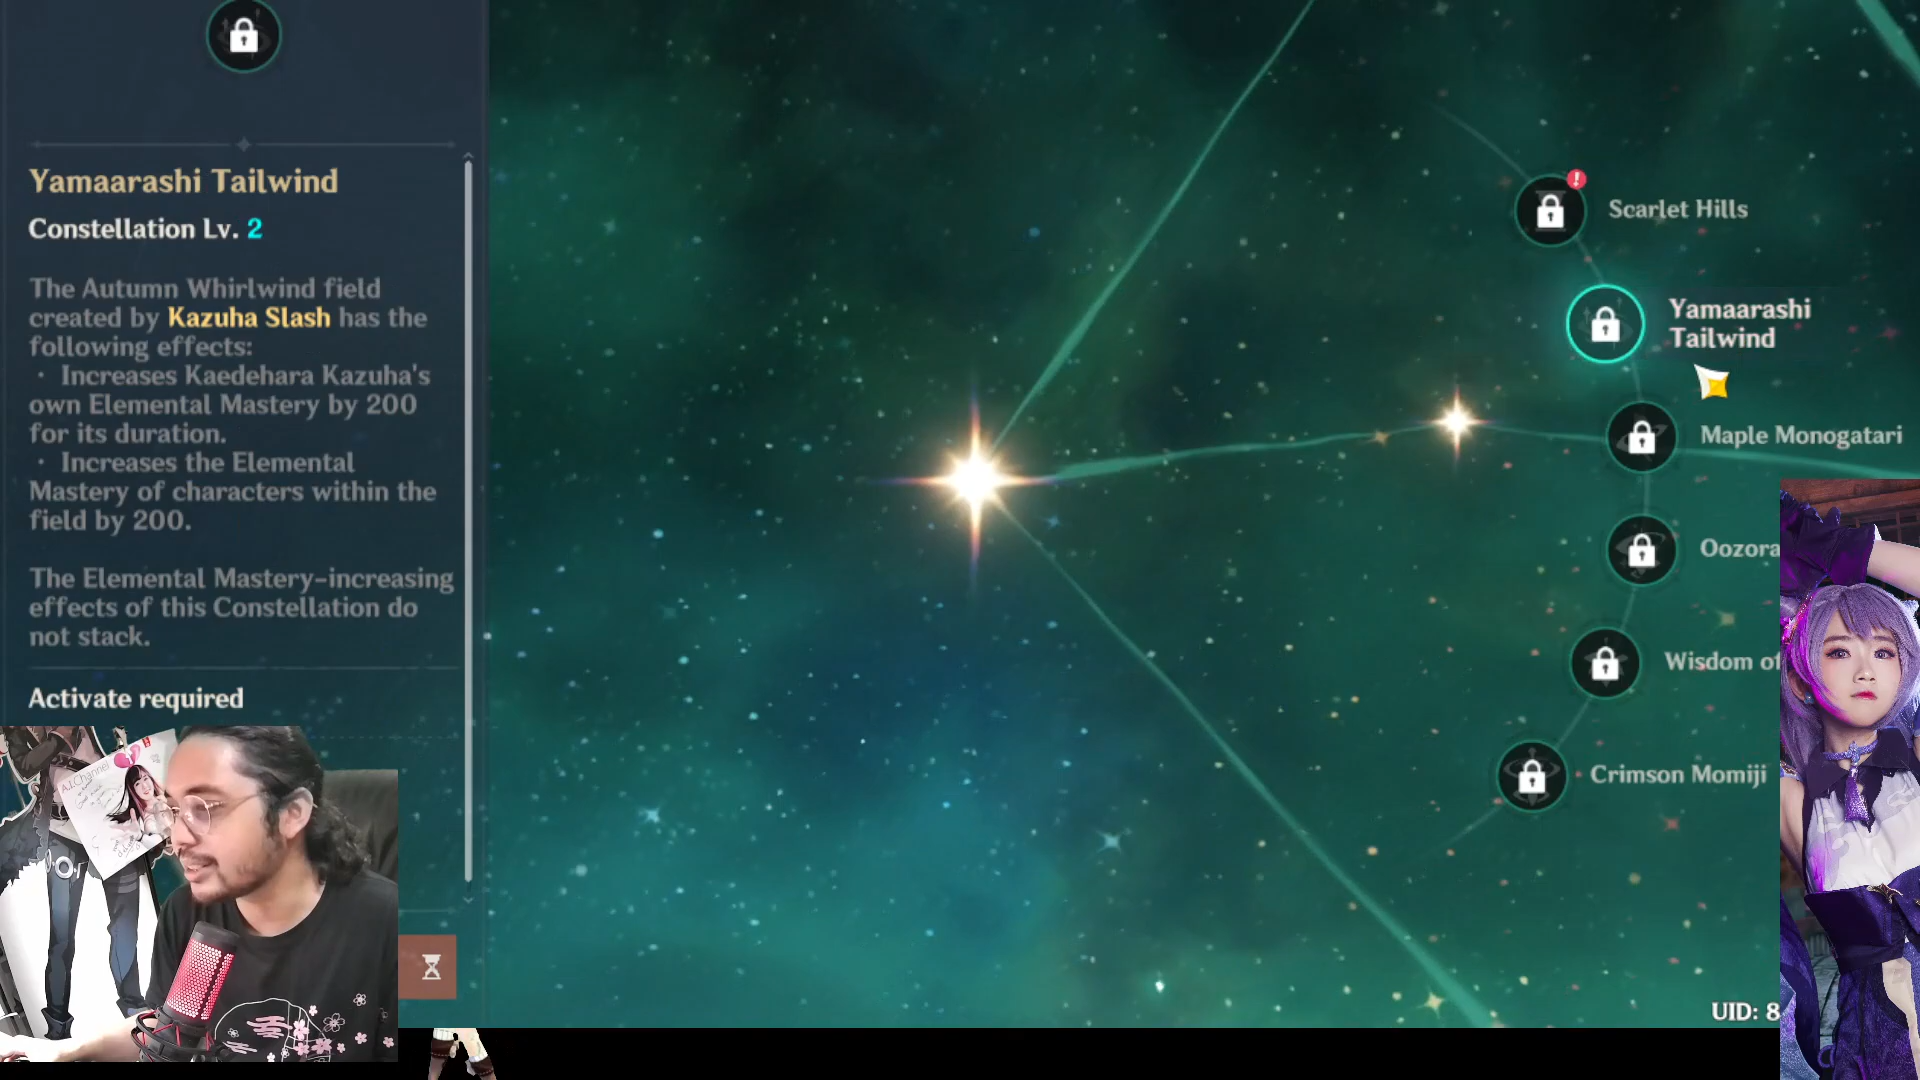 Yamaarashi Tailwind
Constellation Lv. 2
The Autumn Whirlwind field
created by Kazuha Slash has the
following effects:
· Increases Kaedehara Kazuha's
own Elemental Mastery by 200
for its duration.
· Increases the Elemental
Mastery of characters within the
field by 200.
The Elemental Mastery-increasing
effects of this Constellation do
not stack.
Activate required
Scarlet Hills
Yamaarashi
Tailwind
Maple Monogatari
Oozora
Wisdom of
Crimson Momiji
UID: 8
A.I.Channel